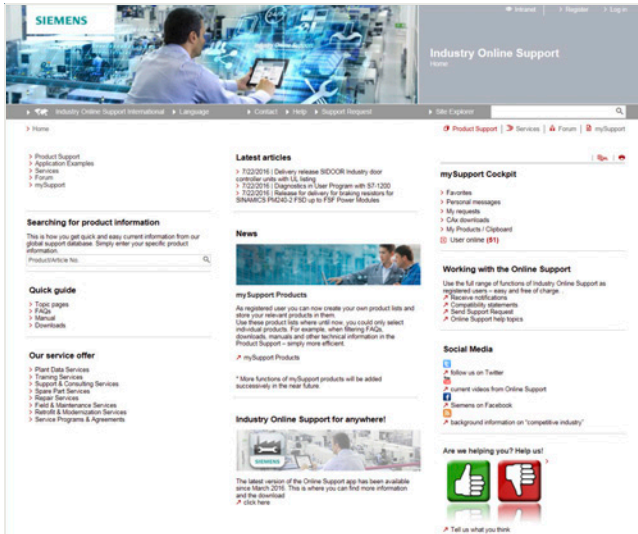 SIEMENS
Intranet
Register
Log in
Industry Online Support
Home
Industry Online Support International
Language
Contact
Help
Support Request
Site Explorer
Home
Product Support
Services
Forum
mySupport
Product Support
Application Examples
Services
Forum
mySupport
Searching for product information
This is how you get quick and easy current information from our
global support database. Simply enter your specific product
information.
Product/Article No.
Quick guide
Topic pages
FAQs
Manual
Downloads
Our service offer
Plant Data Services
Training Services
Support & Consulting Services
Spare Part Services
Repair Services
Field & Maintenance Services
Retrofit & Modernization Services
Service Programs & Agreements
Latest articles
7/22/2016 | Delivery release SIDOOR Industry door
controller units with UL listing
7/22/2016 | Diagnostics in User Program with S7-1200
7/22/2016 | Release for delivery for braking resistors for
SINAMICS PM240-2 FSD up to FSF Power Modules
News
mySupport Products
As registered user you can now create your own product lists and
store your relevant products in them.
Use these product lists where until now, you could only select
individual products. For example, when filtering FAQs,
downloads, manuals and other technical information in the
Product Support – simply more efficient.
mySupport Products
* More functions of mySupport products will be added
successively in the near future.
Industry Online Support for anywhere!
SIEMENS
The latest version of the Online Support app has been available
since March 2016. This is where you can find more information
and the download
click here
mySupport Cockpit
Favorites
Personal messages
My requests
CAx downloads
My Products / Clipboard
User online (51)
Working with the Online Support
Use the full range of functions of Industry Online Support as
registered users – easy and free of charge.
Receive notifications
Compatibility statements
Send Support Request
Online Support help topics
Social Media
follow us on Twitter
current videos from Online Support
Siemens on Facebook
background information on "competitive industry"
Are we helping you? Help us!
Tell us what you think